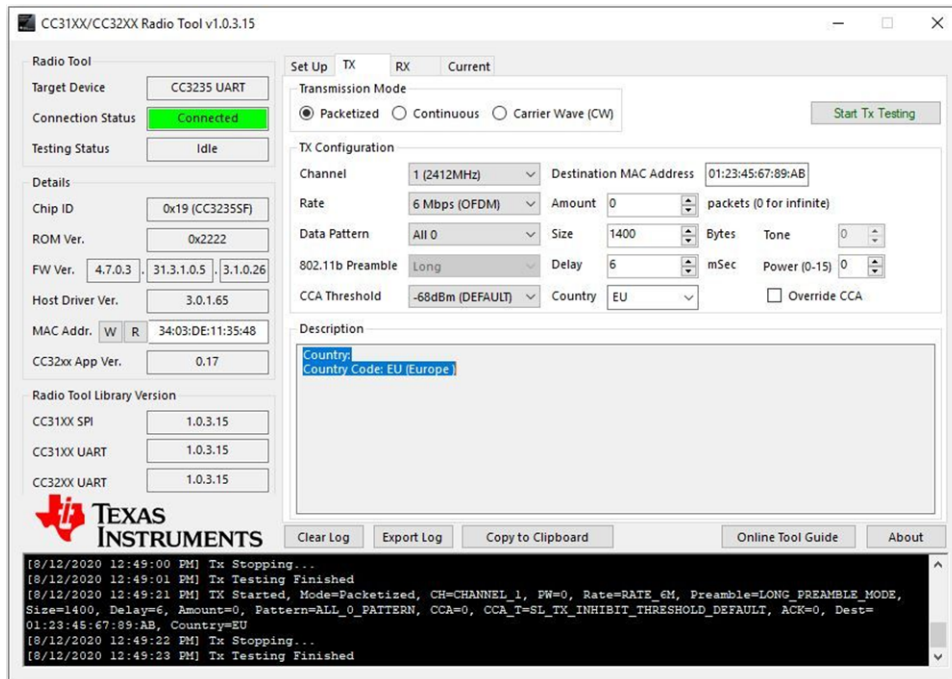 CC31XX/CC32XX Radio Tool v1.0.3.15
Radio Tool
Target Device CC3235 UART
Connection Status Connected
Testing Status Idle
Details
Chip ID 0x19 (CC3235SF)
ROM Ver. 0x2222
FW Ver. 4.7.0.3 . 31.3.1.0.5 . 3.1.0.26
Host Driver Ver. 3.0.1.65
MAC Addr. W R 34:03:DE:11:35:48
CC32xx App Ver. 0.17
Radio Tool Library Version
CC31XX SPI 1.0.3.15
CC31XX UART 1.0.3.15
CC32XX UART 1.0.3.15
TEXAS
INSTRUMENTS
Set Up TX RX Current
Transmission Mode
Packetized Continuous Carrier Wave (CW)
Start Tx Testing
TX Configuration
Channel 1 (2412MHz) Destination MAC Address 01:23:45:67:89:AB
Rate 6 Mbps (OFDM) Amount 0 packets (0 for infinite)
Data Pattern All 0 Size 1400 Bytes Tone 0
802.11b Preamble Long Delay 6 mSec Power (0-15) 0
CCA Threshold -68dBm (DEFAULT) Country EU Override CCA
Description
Country:
Country Code: EU (Europe )
Clear Log Export Log Copy to Clipboard Online Tool Guide About
[8/12/2020 12:49:00 PM] Tx Stopping...
[8/12/2020 12:49:01 PM] Tx Testing Finished
[8/12/2020 12:49:21 PM] TX Started, Mode=Packetized, CH=CHANNEL_1, PW=0, Rate=RATE_6M, Preamble=LONG_PREAMBLE_MODE,
Size=1400, Delay=6, Amount=0, Pattern=ALL_0_PATTERN, CCA=0, CCA_T=SL_TX_INHIBIT_THRESHOLD_DEFAULT, ACK=0, Dest=
01:23:45:67:89:AB, Country=EU
[8/12/2020 12:49:22 PM] Tx Stopping...
[8/12/2020 12:49:23 PM] Tx Testing Finished